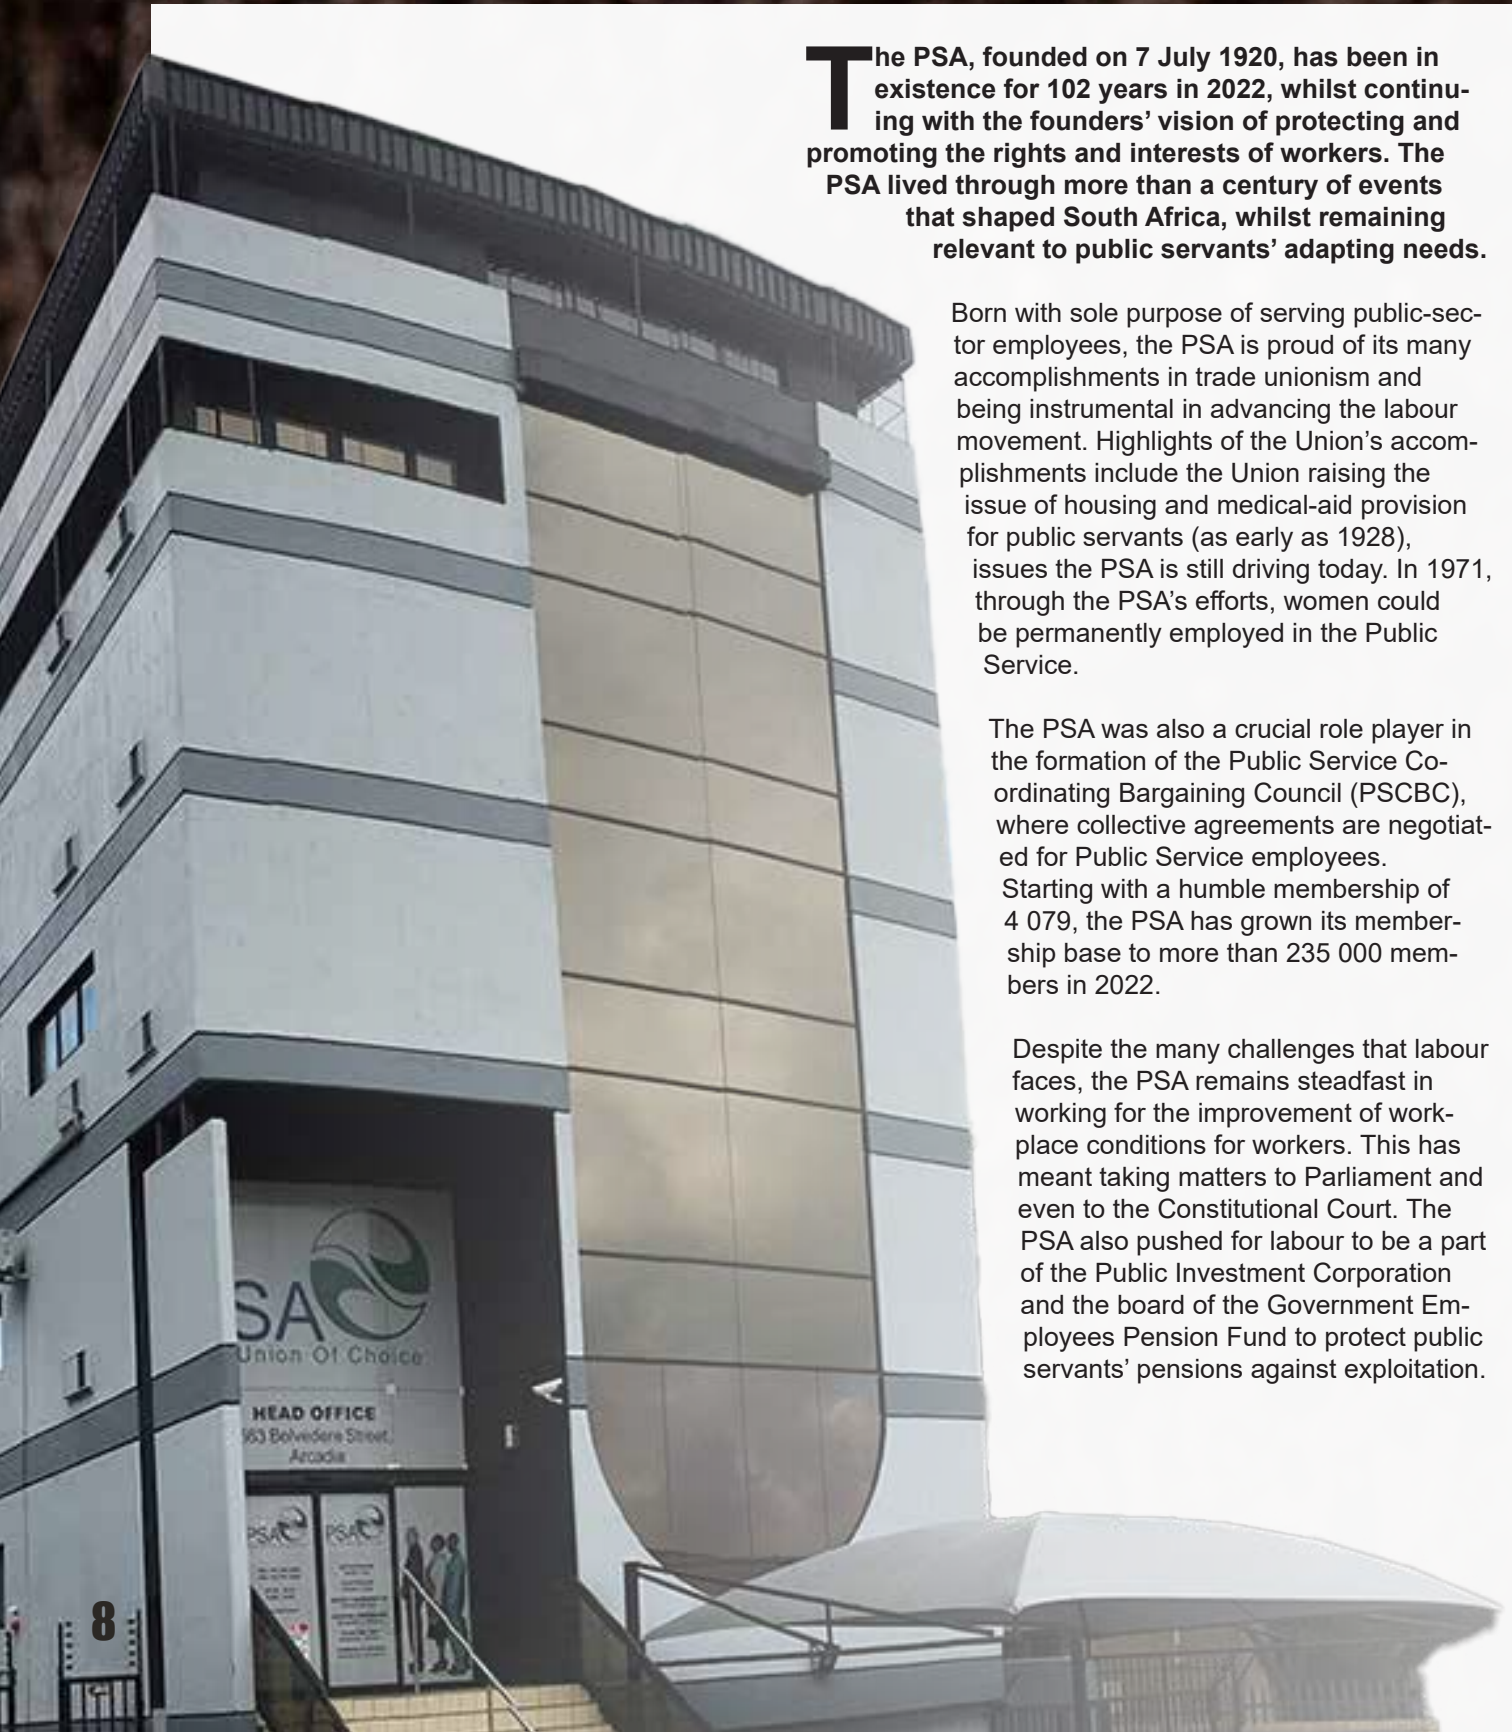 The PSA, founded on 7 July 1920, has been in
existence for 102 years in 2022, whilst continu-
ing with the founders’ vision of protecting and
promoting the rights and interests of workers. The
PSA lived through more than a century of events
that shaped South Africa, whilst remaining
relevant to public servants’ adapting needs.
Born with sole purpose of serving public-sec-
tor employees, the PSA is proud of its many
accomplishments in trade unionism and
being instrumental in advancing the labour
movement. Highlights of the Union’s accom-
plishments include the Union raising the
issue of housing and medical-aid provision
for public servants (as early as 1928),
issues the PSA is still driving today. In 1971,
through the PSA’s efforts, women could
be permanently employed in the Public
Service.
The PSA was also a crucial role player in
the formation of the Public Service Co-
ordinating Bargaining Council (PSCBC),
where collective agreements are negotiat-
ed for Public Service employees.
Starting with a humble membership of
4 079, the PSA has grown its member-
ship base to more than 235 000 mem-
bers in 2022.
Despite the many challenges that labour
faces, the PSA remains steadfast in
working for the improvement of work-
place conditions for workers. This has
meant taking matters to Parliament and
even to the Constitutional Court. The
PSA also pushed for labour to be a part
of the Public Investment Corporation
and the board of the Government Em-
ployees Pension Fund to protect public
servants’ pensions against exploitation.
SA
Union Of Choice
HEAD OFFICE
563 Belvedere Street,
Arcadia
PSA
PSA
8